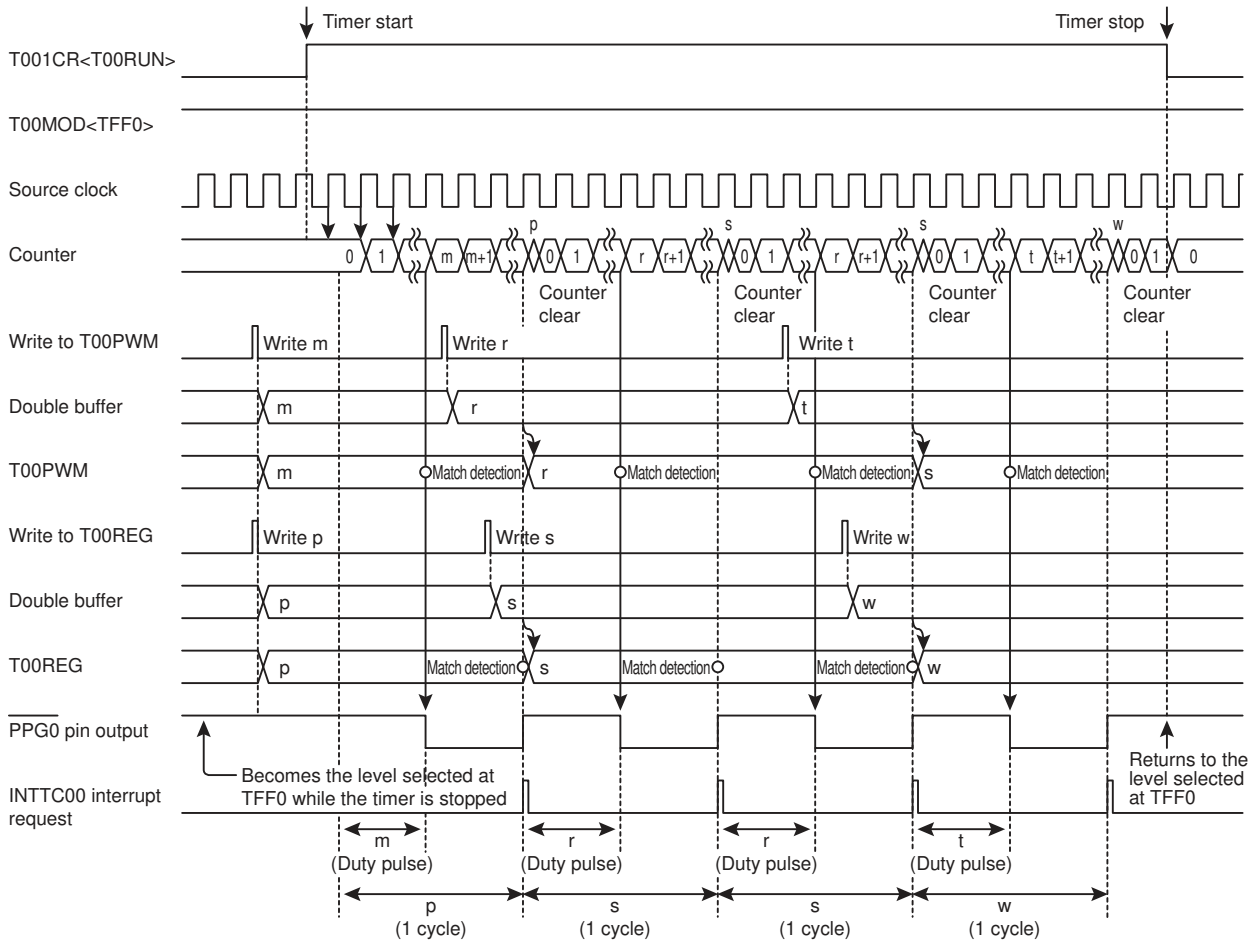 Timer start
Timer stop
T001CR<T00RUN>
T00MOD<TFF0>
Source clock
p s s w
Counter
0 1 m m+1 0 1 r r+1 0 1 r r+1 0 1 t t+1 0 1 0
Counter clear
Counter clear
Counter clear
Counter clear
Write to T00PWM
Write m
Write r
Write t
Double buffer
m r t
T00PWM
m Match detection r Match detection Match detection s Match detection
Write to T00REG
Write p
Write s
Write w
Double buffer
p s w
T00REG
p Match detection s Match detection Match detection w
PPG0 pin output
Becomes the level selected at
TFF0 while the timer is stopped
Returns to the
level selected
at TFF0
INTTC00 interrupt
request
m r r t
(Duty pulse) (Duty pulse) (Duty pulse) (Duty pulse)
p s s w
(1 cycle) (1 cycle) (1 cycle) (1 cycle)